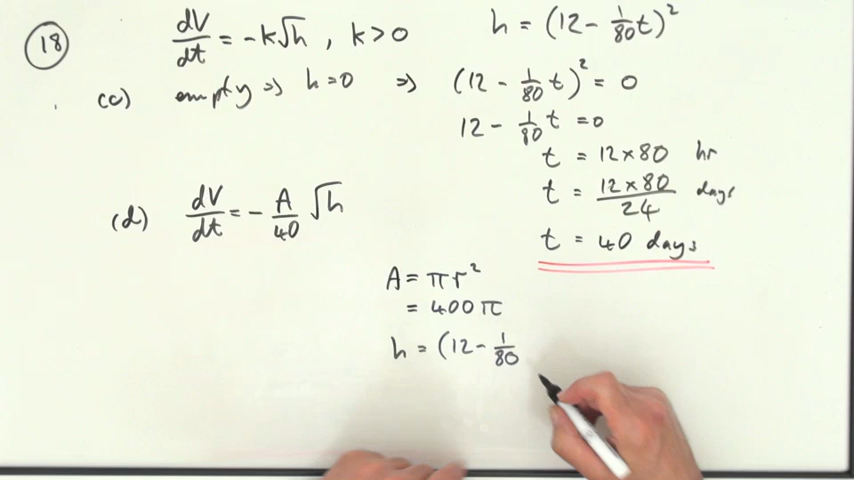 18
dV/dt = -k√h , k>0
h = (12 - 1/80 t)²
(c) empty ⇒ h=0 ⇒ (12 - 1/80 t)² = 0
12 - 1/80 t = 0
t = 12×80 hr
t = 12×80/24 days
t = 40 days
(d) dV/dt = - A/40 √h
A = πr²
= 400π
h = (12 - 1/80